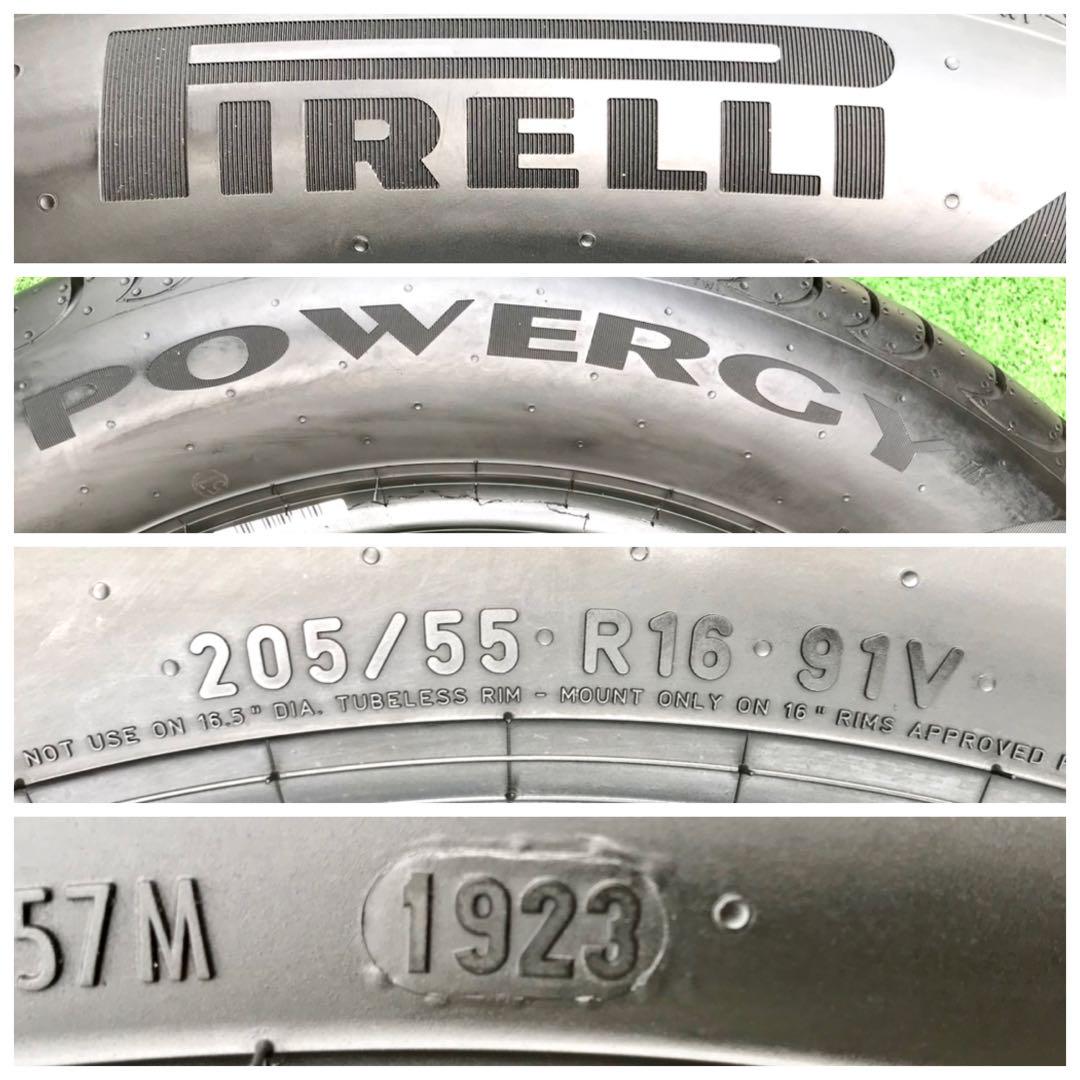 PIRELLI
POWERGY
205/55 R16 91V
NOT USE ON 16.5" DIA. TUBELESS RIM - MOUNT ONLY ON 16" RIMS APPROVED
57M 1923